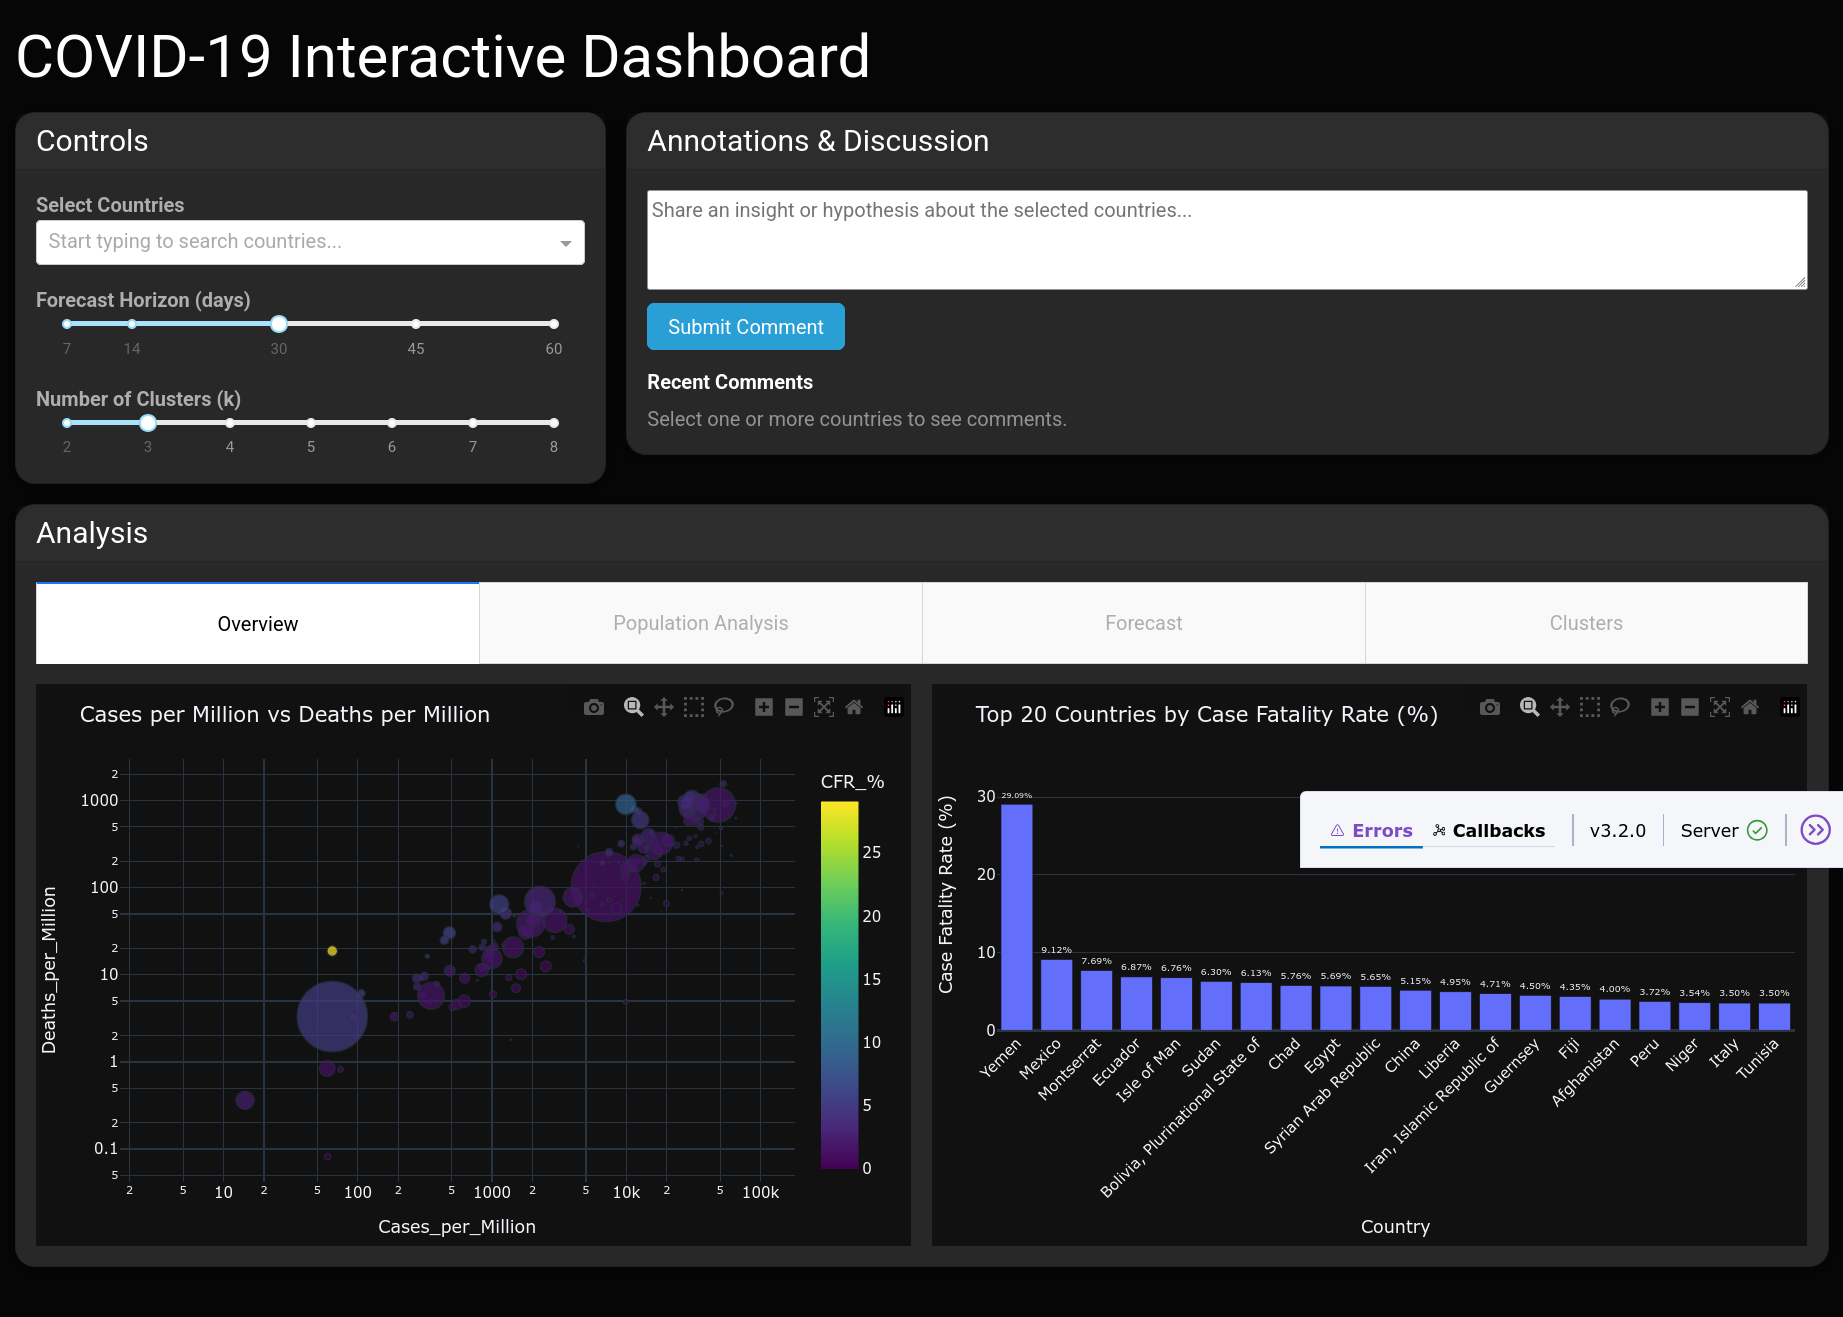 COVID-19 Interactive Dashboard
Controls
Select Countries
Start typing to search countries...
Forecast Horizon (days)
7 14 30 45 60
Number of Clusters (k)
2 3 4 5 6 7 8
Annotations & Discussion
Share an insight or hypothesis about the selected countries...
Submit Comment
Recent Comments
Select one or more countries to see comments.
Analysis
Overview
Population Analysis
Forecast
Clusters
Cases per Million vs Deaths per Million
Deaths_per_Million
2
1000
5
2
100
5
2
10
5
2
1
5
2
0.1
5
2 5 10 2 5 100 2 5 1000 2 5 10k 2 5 100k
Cases_per_Million
CFR_%
25
20
15
10
5
0
Top 20 Countries by Case Fatality Rate (%)
Case Fatality Rate (%)
30
20
10
0
29.09% 9.12% 7.69% 6.87% 6.76% 6.30% 6.13% 5.76% 5.69% 5.65% 5.15% 4.95% 4.71% 4.50% 4.35% 4.00% 3.72% 3.54% 3.50% 3.50%
Yemen
Mexico
Montserrat
Ecuador
Isle of Man
Sudan
Bolivia, Plurinational State of
Chad
Egypt
Syrian Arab Republic
China
Liberia
Iran, Islamic Republic of
Guernsey
Fiji
Afghanistan
Peru
Niger
Italy
Tunisia
Country
Errors Callbacks v3.2.0 Server